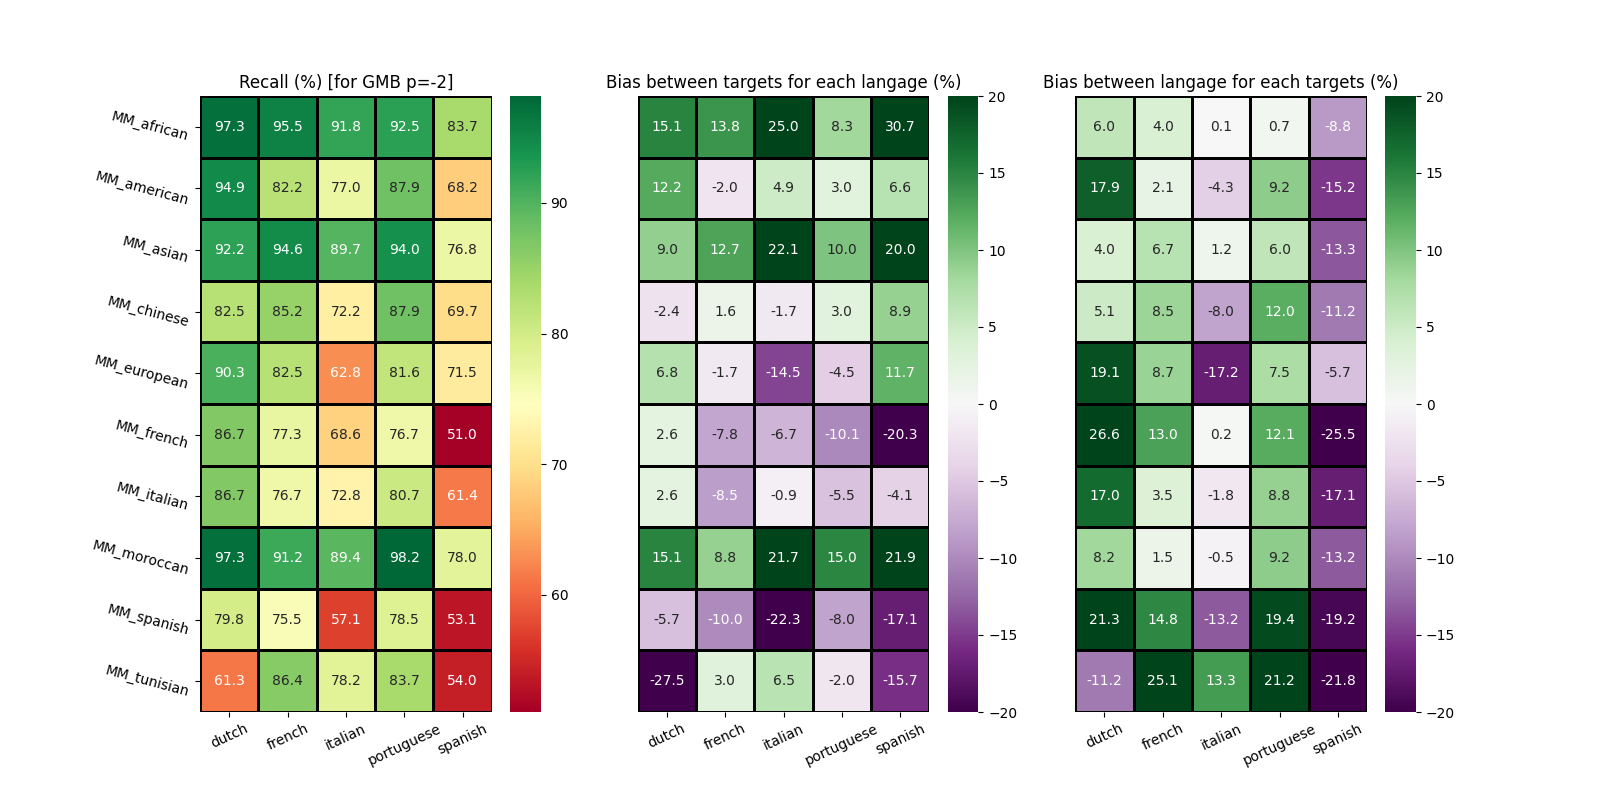 Recall (%) [for GMB p=-2]
Bias between targets for each langage (%)
Bias between langage for each targets (%)
MM_african 97.3 95.5 91.8 92.5 83.7
MM_american 94.9 82.2 77.0 87.9 68.2
MM_asian 92.2 94.6 89.7 94.0 76.8
MM_chinese 82.5 85.2 72.2 87.9 69.7
MM_european 90.3 82.5 62.8 81.6 71.5
MM_french 86.7 77.3 68.6 76.7 51.0
MM_italian 86.7 76.7 72.8 80.7 61.4
MM_moroccan 97.3 91.2 89.4 98.2 78.0
MM_spanish 79.8 75.5 57.1 78.5 53.1
MM_tunisian 61.3 86.4 78.2 83.7 54.0
dutch french italian portuguese spanish
90
80
70
60
15.1 13.8 25.0 8.3 30.7
12.2 -2.0 4.9 3.0 6.6
9.0 12.7 22.1 10.0 20.0
-2.4 1.6 -1.7 3.0 8.9
6.8 -1.7 -14.5 -4.5 11.7
2.6 -7.8 -6.7 -10.1 -20.3
2.6 -8.5 -0.9 -5.5 -4.1
15.1 8.8 21.7 15.0 21.9
-5.7 -10.0 -22.3 -8.0 -17.1
-27.5 3.0 6.5 -2.0 -15.7
dutch french italian portuguese spanish
20
15
10
5
0
−5
−10
−15
−20
6.0 4.0 0.1 0.7 -8.8
17.9 2.1 -4.3 9.2 -15.2
4.0 6.7 1.2 6.0 -13.3
5.1 8.5 -8.0 12.0 -11.2
19.1 8.7 -17.2 7.5 -5.7
26.6 13.0 0.2 12.1 -25.5
17.0 3.5 -1.8 8.8 -17.1
8.2 1.5 -0.5 9.2 -13.2
21.3 14.8 -13.2 19.4 -19.2
-11.2 25.1 13.3 21.2 -21.8
dutch french italian portuguese spanish
20
15
10
5
0
−5
−10
−15
−20